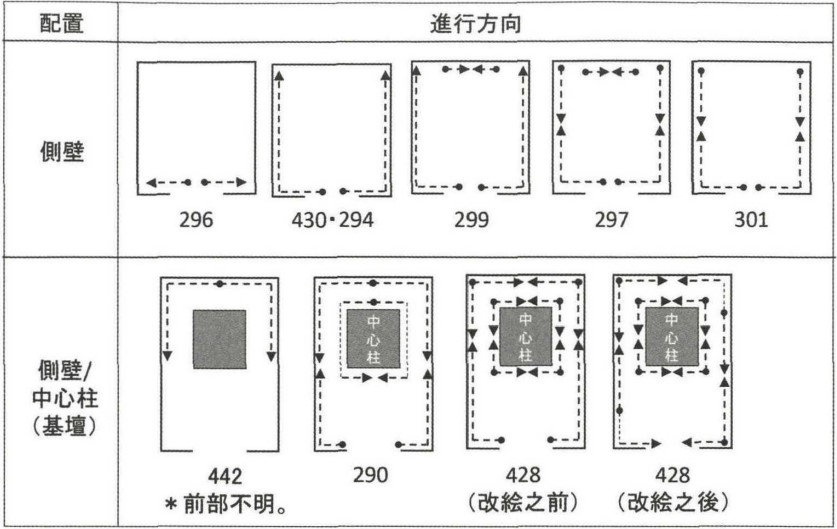 配置 進行方向
側壁
296 430・294 299 297 301
側壁/
中心柱
(基壇)
中心柱 中心柱 中心柱
442 290 428 428
＊前部不明。 (改絵之前) (改絵之後)